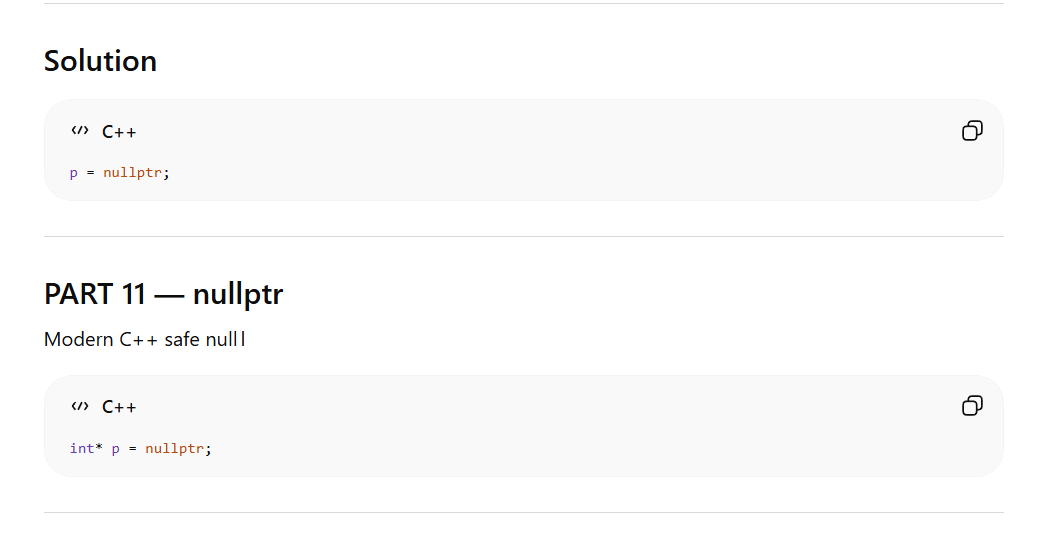 Solution
C++
p = nullptr;
PART 11 — nullptr
Modern C++ safe null
C++
int* p = nullptr;